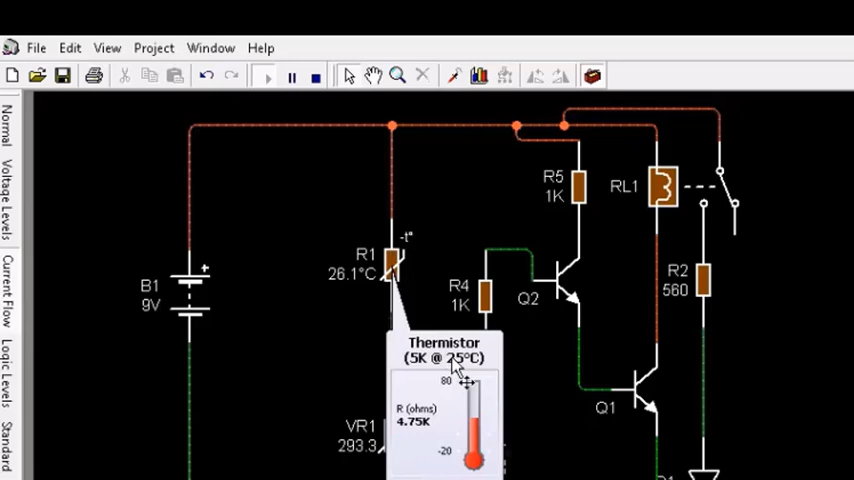 File Edit View Project Window Help
Normal
Voltage Levels
Current Flow
Logic Levels
Standard
B1
9V
+
-t°
R1
26.1°C
R4
1K
R5
1K
RL1
Q2
R2
560
Q1
Thermistor
(5K @ 25°C)
80
R (ohms)
4.75K
-20
VR1
293.3